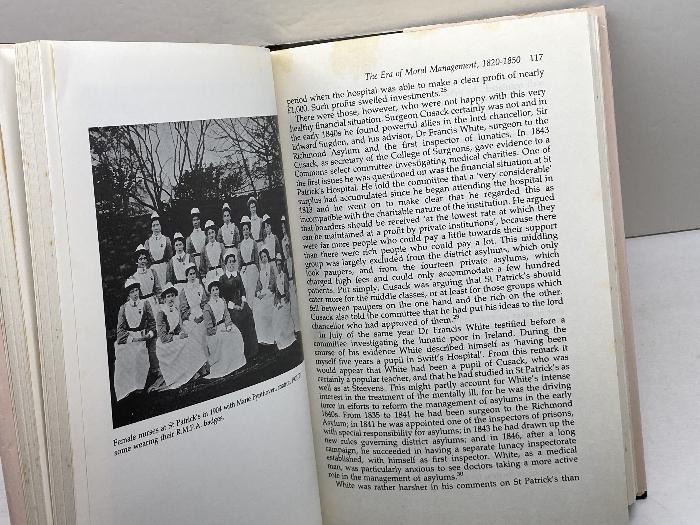 Female nurses at St Patrick's in 1904 with Marie
some wearing their R.M.P.A. badges.
The Era of Moral Management, 1820-1850 117
period when the hospital was able to make a clear profit of nearly
£1,000. Such profits swelled investments.
There were those, however, who were not happy with this very
healthy financial situation. Surgeon Cusack certainly was not and in
the early 1840s he found powerful allies in the lord chancellor, Sir
Edward Sugden, and his advisor, Dr Francis White, surgeon to the
Richmond Asylum and the first inspector of lunatics. In 1843
Cusack, as secretary of the College of Surgeons, gave evidence to a
Commons select committee investigating medical charities. One of
the first issues he was questioned on was the financial situation at St
Patrick's Hospital. He told the committee that a 'very considerable'
surplus had accumulated since he began attending the hospital in
1813 and he went on to make clear that he regarded this as
incompatible with the charitable nature of the institution. He argued
that boarders should be received 'at the lowest rate at which they
can be maintained at a profit by private institutions', because there
were far more people who could pay a little towards their support
than there were rich people who could pay a lot. This middling
group was largely excluded from the district asylums, which only
took paupers, and from the fourteen private asylums, which
charged high fees and could only accommodate a few hundred
patients. Put simply, Cusack was arguing that St Patrick's should
cater more for the middle classes, or at least for those groups which
fell between paupers on the one hand and the rich on the other.
Cusack also told the committee that he had put his ideas to the lord
chancellor who had approved of them.29
In July of the same year Dr Francis White testified before a
committee investigating the lunatic poor in Ireland. During the
course of his evidence White described himself as 'having been
myself five years a pupil in Swift's Hospital'. From this remark it
would appear that White had been a pupil of Cusack, who was
certainly a popular teacher, and that he had studied in St Patrick's as
well as at Steevens. This might partly account for White's intense
interest in the treatment of the mentally ill, for he was the driving
force in efforts to reform the management of asylums in the early
1840s. From 1835 to 1841 he had been surgeon to the Richmond
Asylum; in 1841 he was appointed one of the inspectors of prisons,
with special responsibility for asylums; in 1843 he had drawn up the
new rules governing district asylums; and in 1846, after a long
campaign, he succeeded in having a separate lunacy inspectorate
established, with himself as first inspector. White, as a medical
man, was particularly anxious to see doctors taking a more active
role in the management of asylums.30
White was rather harsher in his comments on St Patrick's than